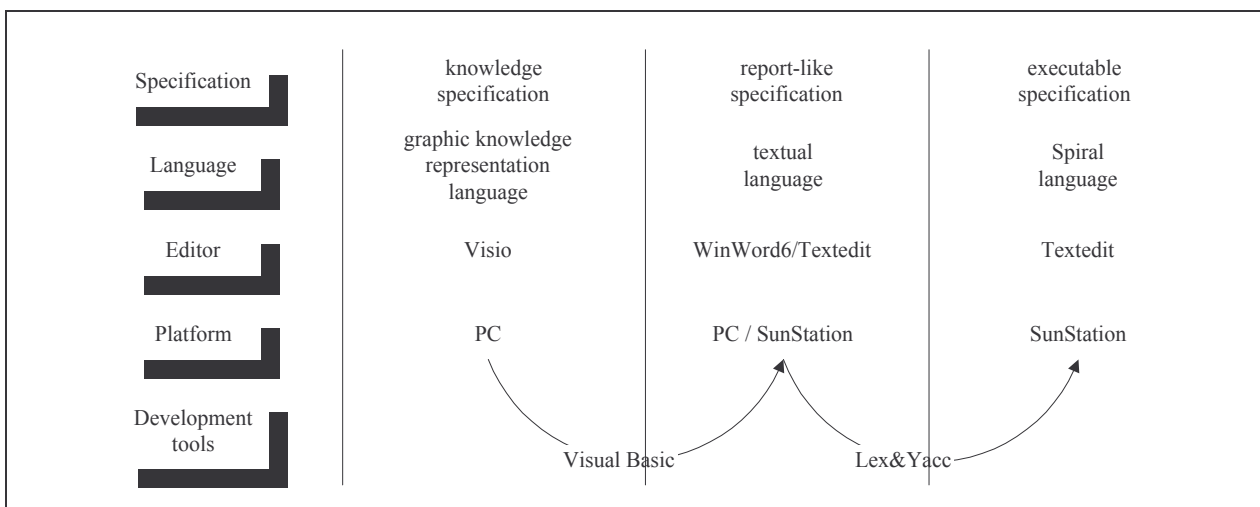 Specification
knowledge
specification
report-like
specification
executable
specification
Language
graphic knowledge
representation
language
textual
language
Spiral
language
Editor
Visio
WinWord6/Textedit
Textedit
Platform
PC
PC / SunStation
SunStation
Development
tools
Visual Basic
Lex&Yacc